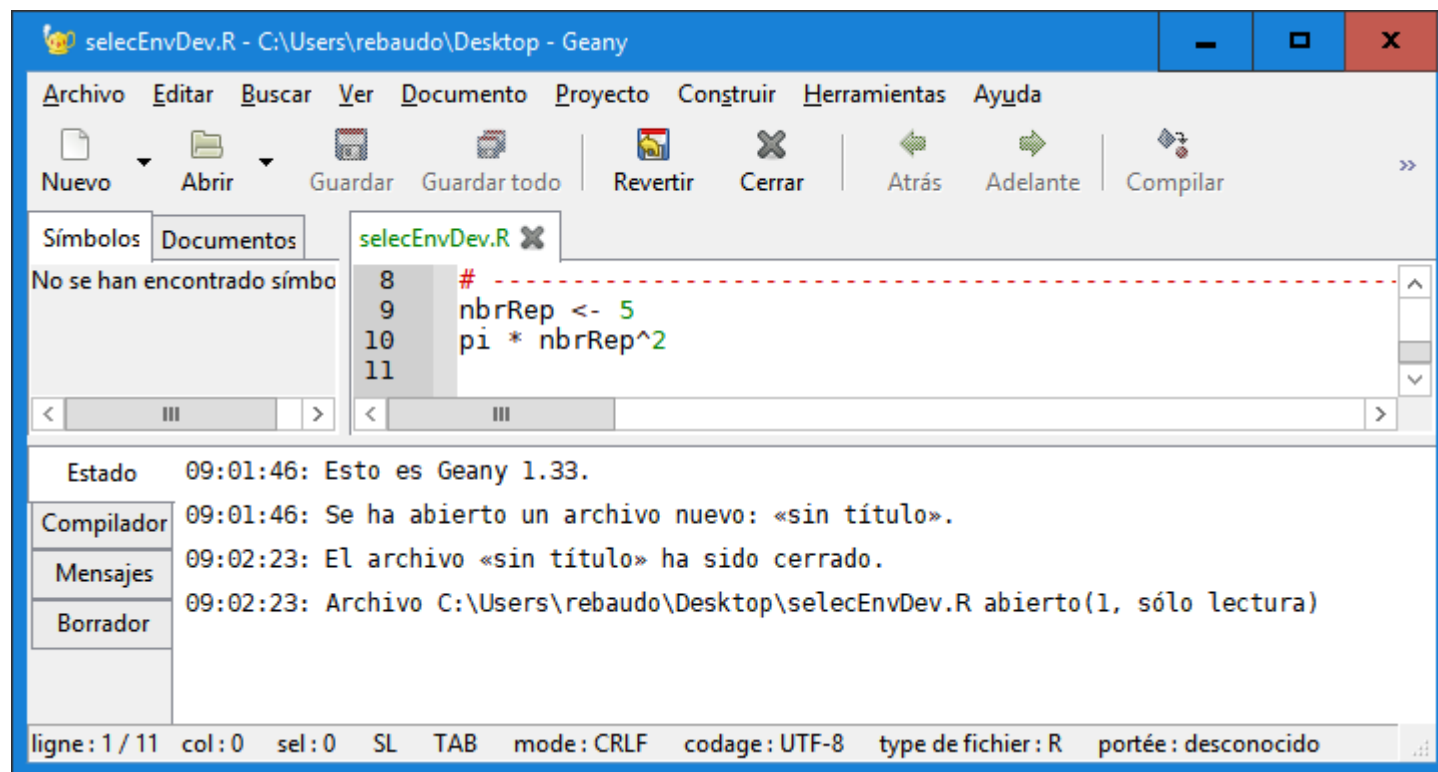 selecEnvDev.R - C:\Users\rebaudo\Desktop - Geany
Archivo Editar Buscar Ver Documento Proyecto Construir Herramientas Ayuda
Nuevo Abrir Guardar Guardar todo Revertir Cerrar Atrás Adelante Compilar »
Símbolos Documentos selecEnvDev.R
No se han encontrado símbo
8 # ----------------------------------------------------------
9 nbrRep <- 5
10 pi * nbrRep^2
11
Estado 09:01:46: Esto es Geany 1.33.
Compilador 09:01:46: Se ha abierto un archivo nuevo: «sin título».
Mensajes 09:02:23: El archivo «sin título» ha sido cerrado.
Borrador 09:02:23: Archivo C:\Users\rebaudo\Desktop\selecEnvDev.R abierto(1, sólo lectura)
ligne : 1 / 11 col : 0 sel : 0 SL TAB mode : CRLF codage : UTF-8 type de fichier : R portée : desconocido